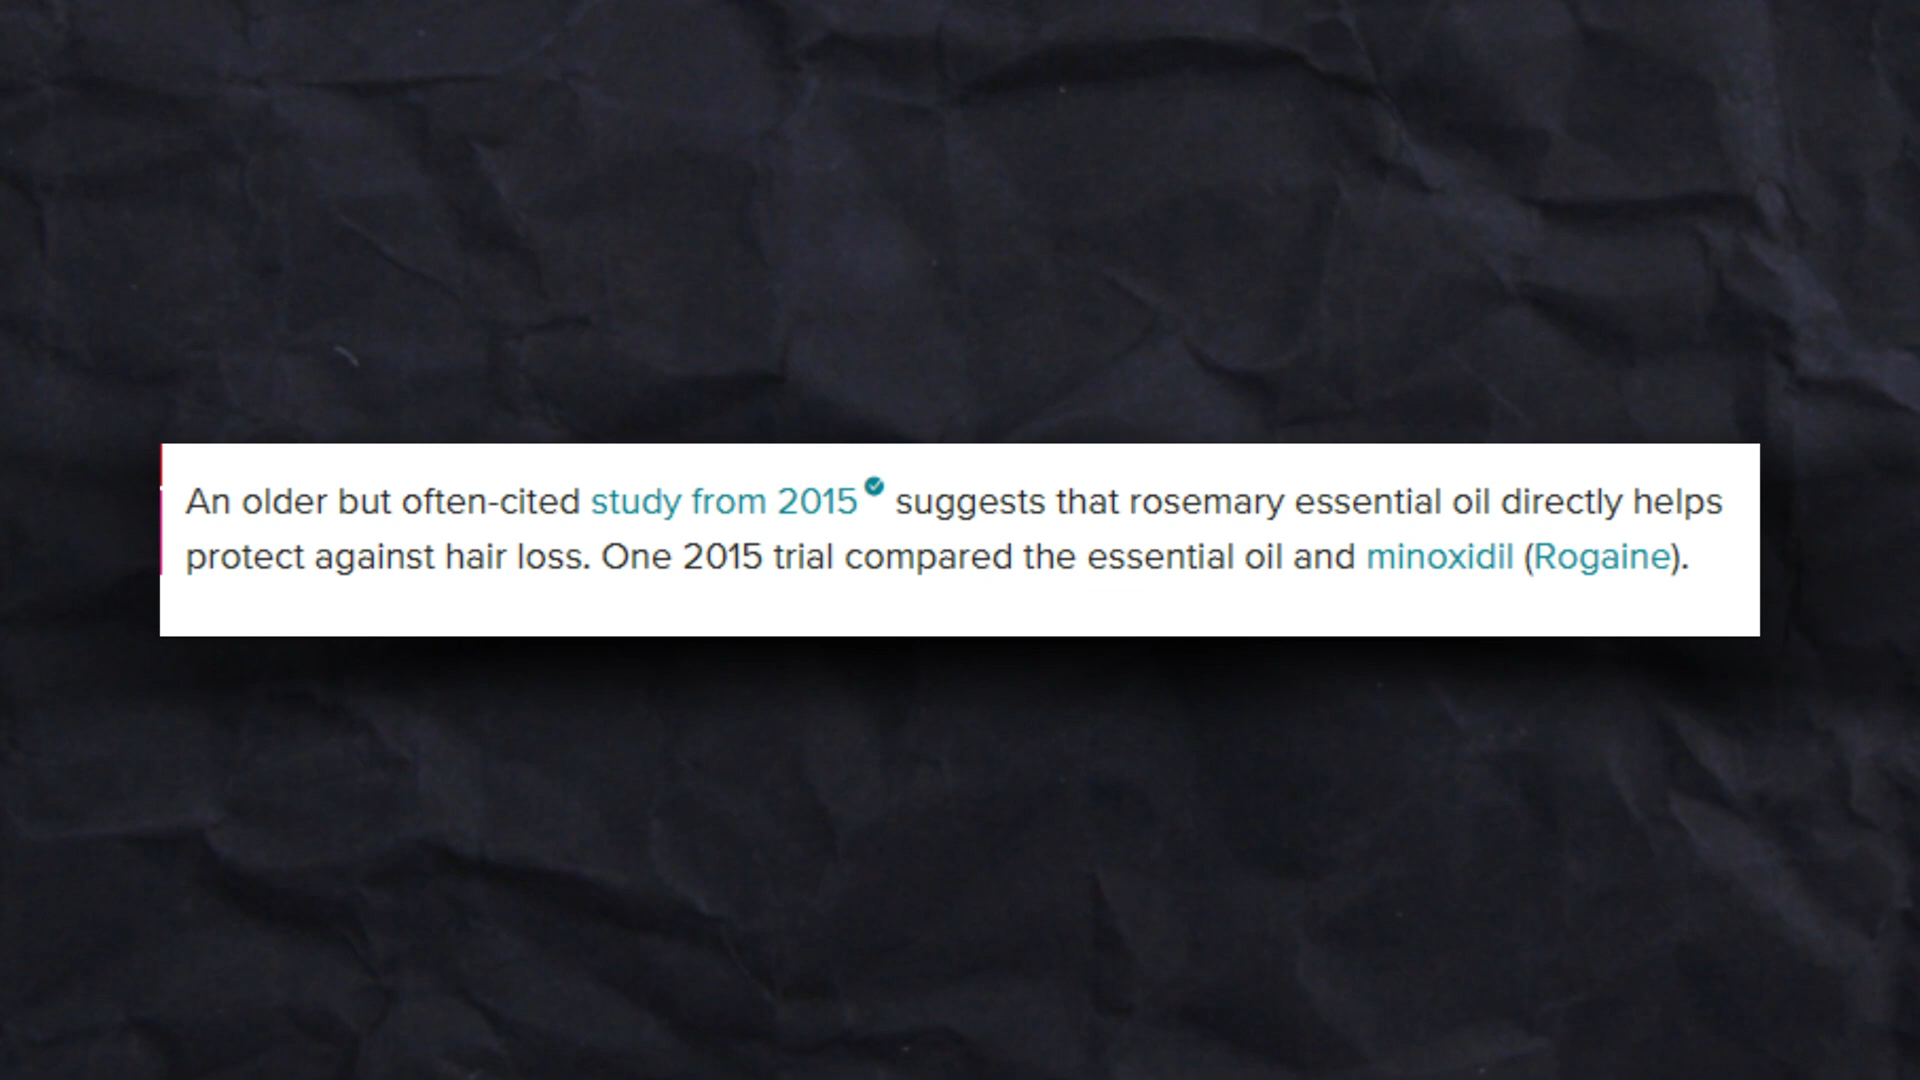 An older but often-cited study from 2015 suggests that rosemary essential oil directly helps
protect against hair loss. One 2015 trial compared the essential oil and minoxidil (Rogaine).